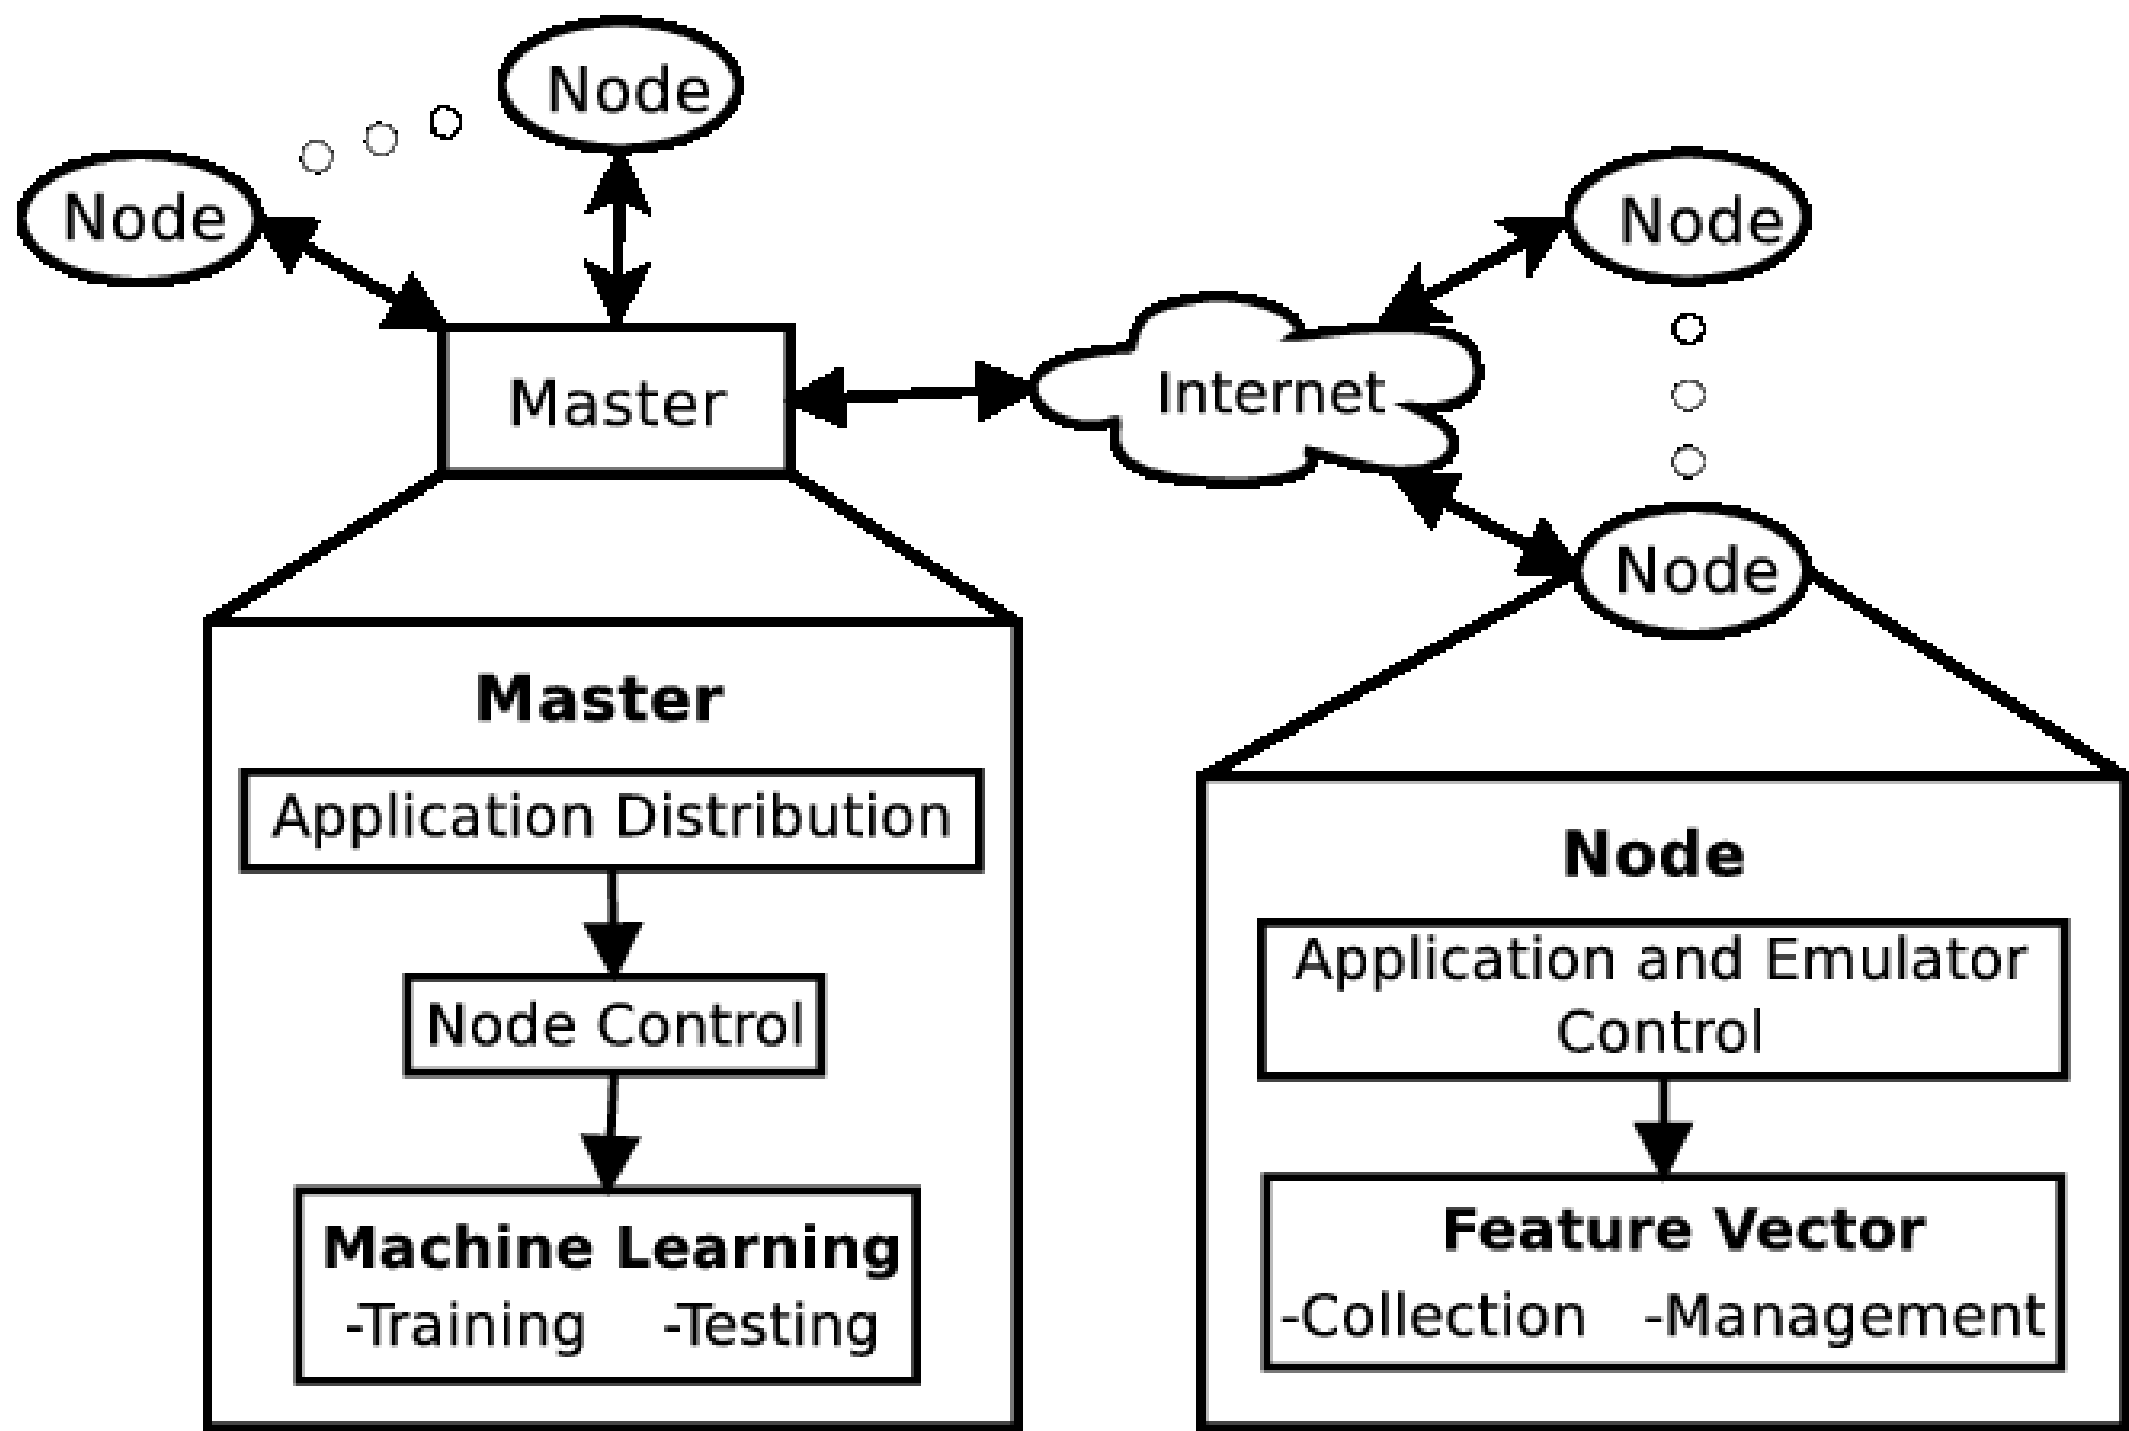 Node
Node
Node
Master
Internet
Node
Master
Application Distribution
Node Control
Machine Learning
-Training -Testing
Node
Application and Emulator
Control
Feature Vector
-Collection -Management